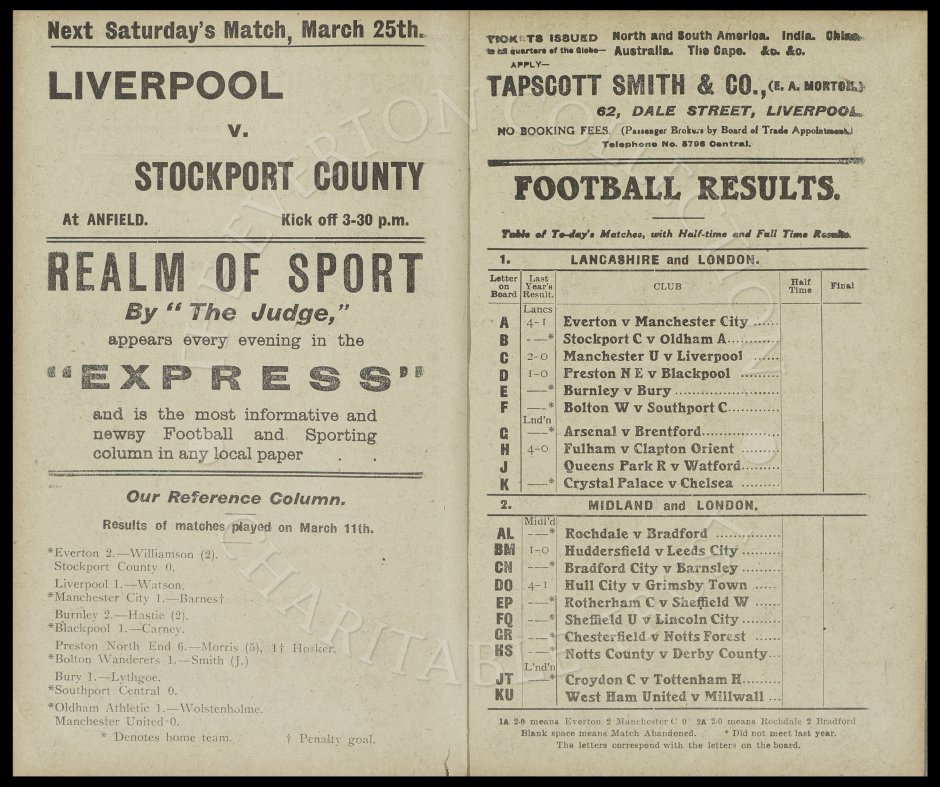 Next Saturday's Match, March 25th.
LIVERPOOL
v.
STOCKPORT COUNTY
At ANFIELD. Kick off 3-30 p.m.
REALM OF SPORT
By "The Judge,"
appears every evening in the
"EXPRESS"
and is the most informative and
newsy Football and Sporting
column in any local paper
Our Reference Column.
Results of matches played on March 11th.
*Everton 2.—Williamson (2).
Stockport County 0.
Liverpool 1.—Watson.
*Manchester City 1.—Barnes†
Burnley 2.—Hastie (2).
*Blackpool 1.—Carney.
Preston North End 6.—Morris (5), 1† Hosker.
*Bolton Wanderers 1.—Smith (J.)
Bury 1.—Lythgoe.
*Southport Central 0.
*Oldham Athletic 1.—Wolstenholme.
Manchester United 0.
* Denotes home team. † Penalty goal.
TICKETS ISSUED North and South America. India. China.
to all quarters of the Globe— Australia. The Cape. &c. &c.
APPLY—
TAPSCOTT SMITH & CO., (E. A. MORTON.)
62, DALE STREET, LIVERPOOL.
NO BOOKING FEES. (Passenger Brokers by Board of Trade Appointment.)
Telephone No. 5796 Central.
FOOTBALL RESULTS.
Table of To-day's Matches, with Half-time and Full Time Results.
1. LANCASHIRE and LONDON.
Letter on Board Last Year's Result. CLUB Half Time Final
Lancs
A 4-1 Everton v Manchester City ......
B —* Stockport C v Oldham A............
C 2-0 Manchester U v Liverpool ......
D 1-0 Preston N E v Blackpool .........
E —* Burnley v Bury ........................
F —* Bolton W v Southport C...........
Lnd'n
G —* Arsenal v Brentford.................
H 4-0 Fulham v Clapton Orient .........
J Queens Park R v Watford.........
K —* Crystal Palace v Chelsea .........
2. MIDLAND and LONDON.
Midl'd
AL —* Rochdale v Bradford ...............
BM 1-0 Huddersfield v Leeds City .........
CN —* Bradford City v Barnsley .........
DO 4-1 Hull City v Grimsby Town ......
EP —* Rotherham C v Sheffield W ......
FQ —* Sheffield U v Lincoln City .........
GR —* Chesterfield v Notts Forest ......
HS — Notts County v Derby County...
L'nd'n
JT * Croydon C v Tottenham H.........
KU West Ham United v Millwall ...
1A 2-0 means Everton 2 Manchester C 0 2A 2-0 means Rochdale 2 Bradford
Blank space means Match Abandoned. * Did not meet last year.
The letters correspond with the letters on the board.
THE EVERTON COLLECTION
CHARITABLE